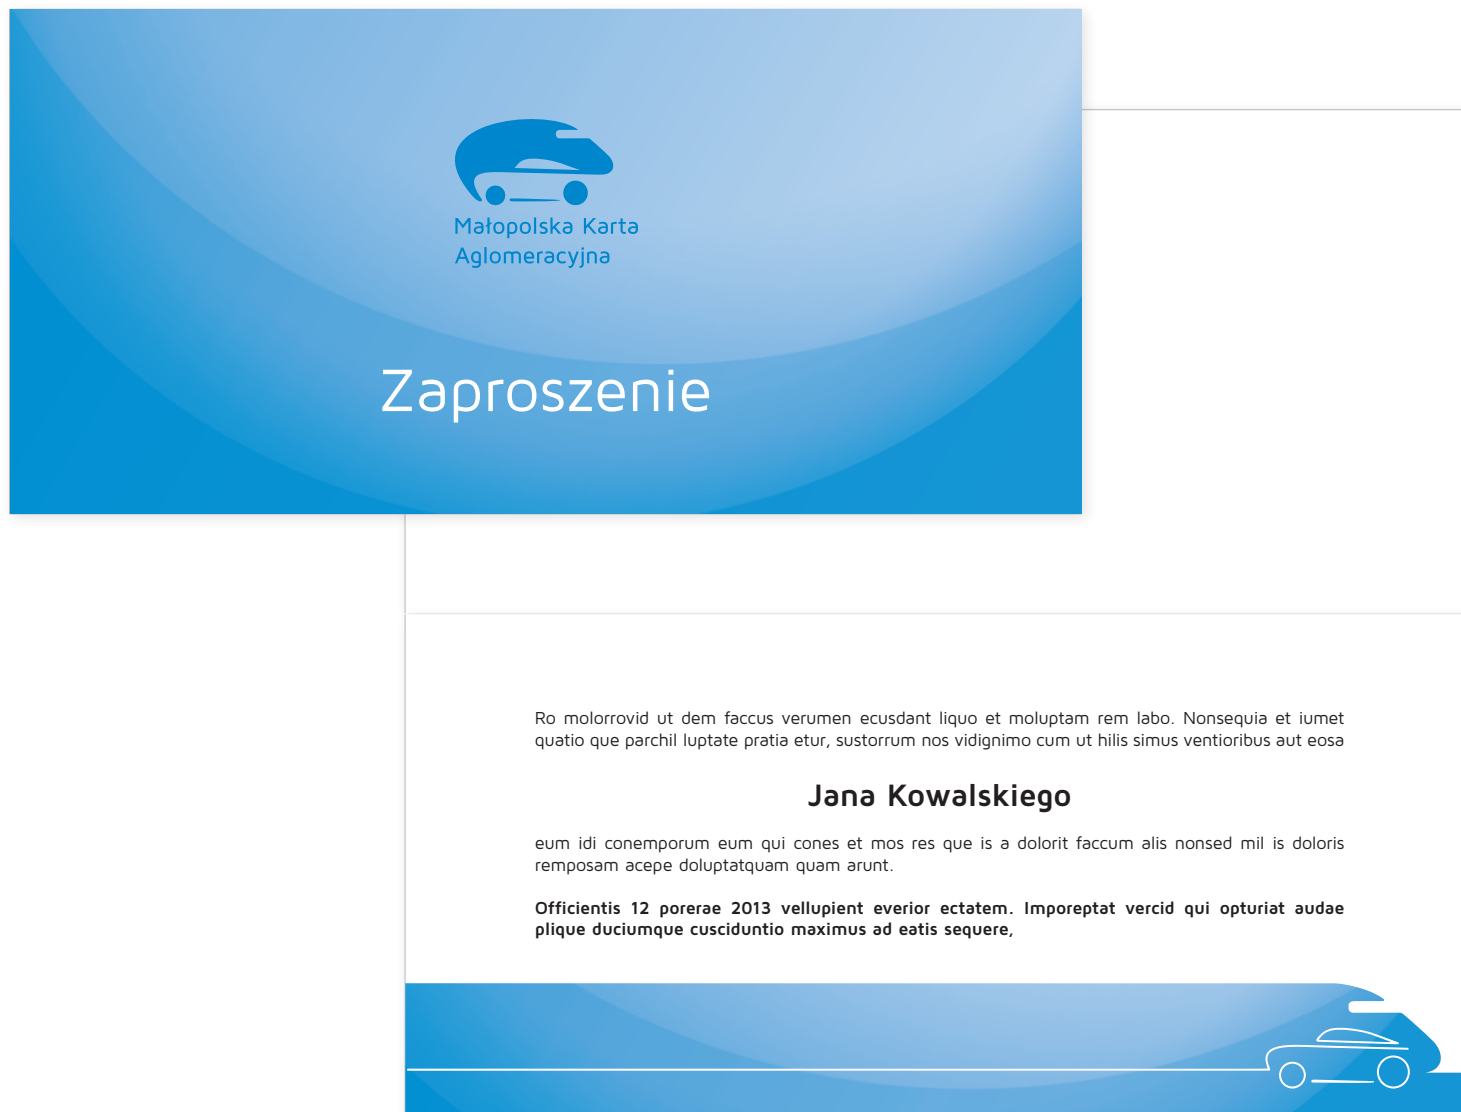 Małopolska Karta
Aglomeracyjna
Zaproszenie
Ro molorrovid ut dem faccus verumen ecusdant liquo et moluptam rem labo. Nonsequia et iumet
quatio que parchil luptate pratia etur, sustorrum nos vidignimo cum ut hilis simus ventioribus aut eosa
Jana Kowalskiego
eum idi conemporum eum qui cones et mos res que is a dolorit faccum alis nonsed mil is doloris
remposam acepe doluptatquam quam arunt.
Officientis 12 porerae 2013 vellupient everior ectatem. Imporeptat vercid qui opturiat audae
plique duciumque cusciduntio maximus ad eatis sequere,